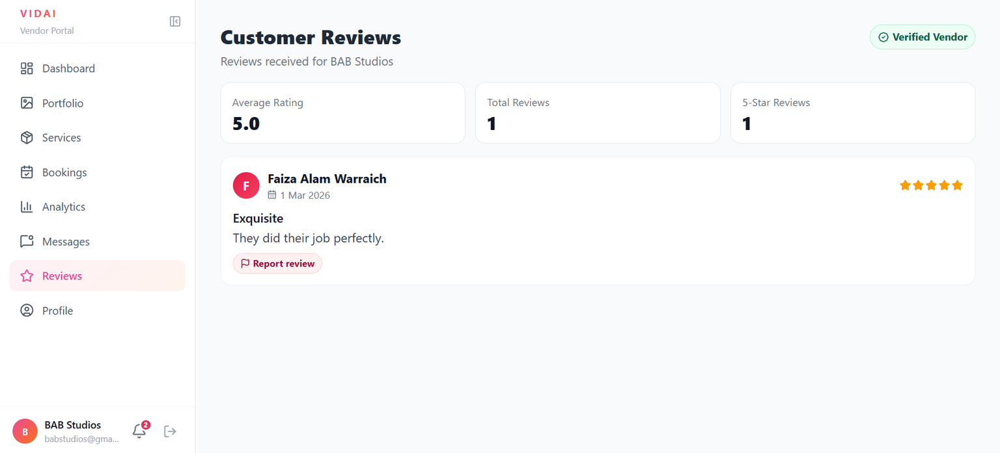 VIDAI
Vendor Portal
Dashboard
Portfolio
Services
Bookings
Analytics
Messages
Reviews
Profile
B
BAB Studios
babstudios@gma...
2
Customer Reviews
Reviews received for BAB Studios
Verified Vendor
Average Rating
5.0
Total Reviews
1
5-Star Reviews
1
F
Faiza Alam Warraich
1 Mar 2026
Exquisite
They did their job perfectly.
Report review